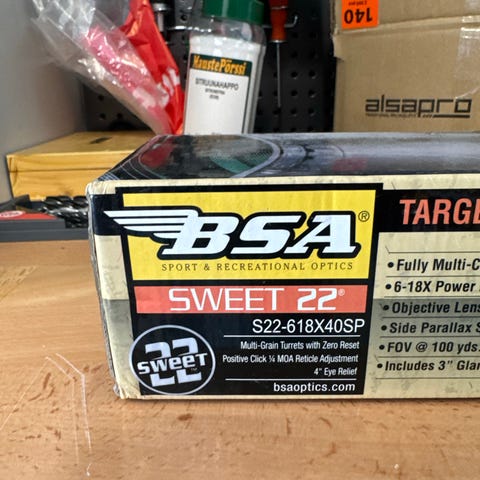 140
MaustePörssi
SITRUUNAHAPPO
alsapro
BSA®
SPORT & RECREATIONAL OPTICS
SWEET 22®
S22-618X40SP
Multi-Grain Turrets with Zero Reset
Positive Click ¼ MOA Reticle Adjustment
4" Eye Relief
bsaoptics.com
22
SWEET
TARGE
• Fully Multi-C
• 6-18X Power
• Objective Lens
• Side Parallax S
• FOV @ 100 yds.
• Includes 3" Glar